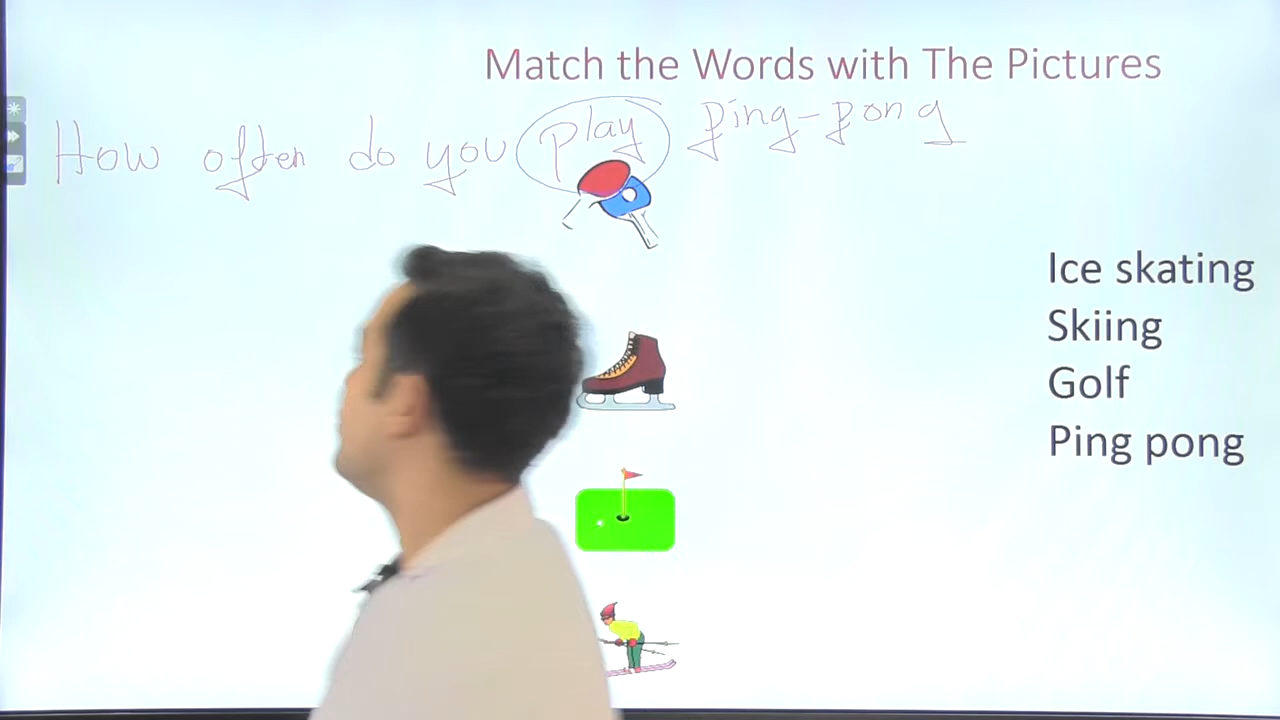 Match the Words with The Pictures
How often do you play ping-pong
Ice skating
Skiing
Golf
Ping pong